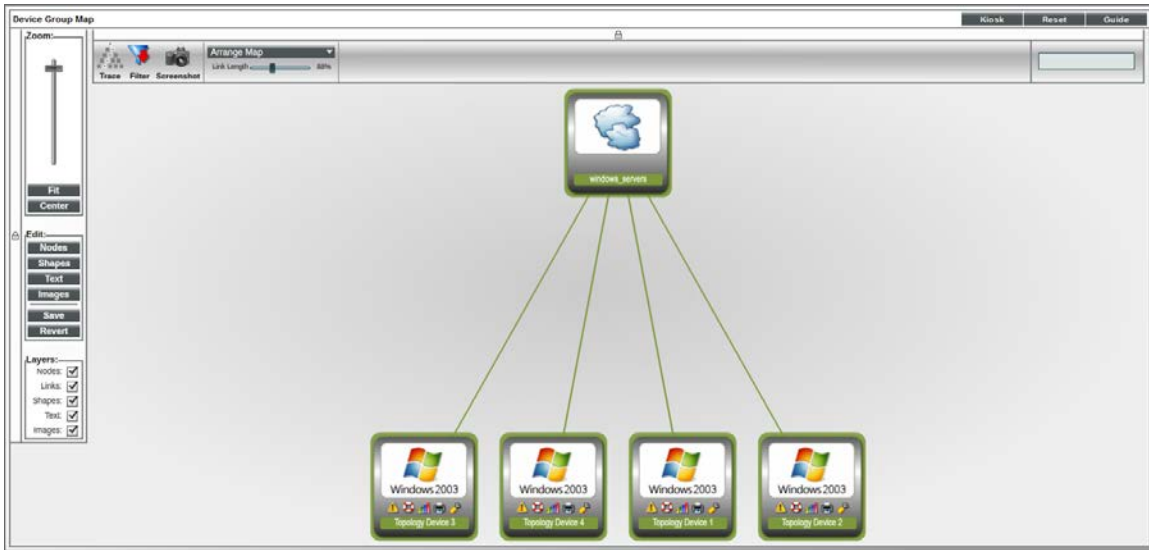 Device Group Map
Kiosk
Reset
Guide
Zoom:
Fit
Center
Edit:
Nodes
Shapes
Text
Images
Save
Revert
Layers:
Nodes:
Links:
Shapes:
Text:
Images:
Trace
Filter
Screenshot
Arrange Map
Link Length
88%
windows_servers
Windows 2003
Topology Device 3
Windows 2003
Topology Device 4
Windows 2003
Topology Device 1
Windows 2003
Topology Device 2